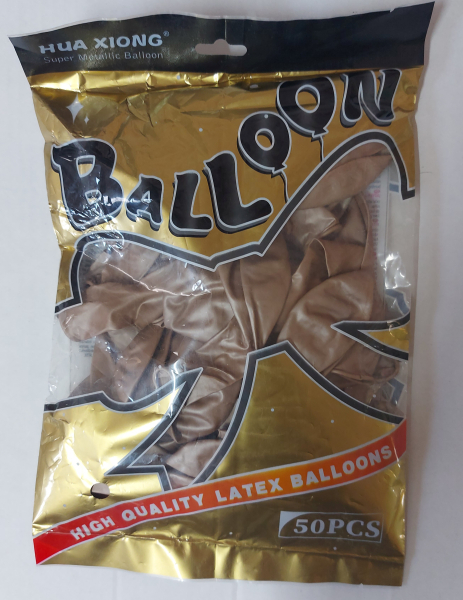 HUA XIONG®
Super Metallic Balloon
BALLOON
HIGH QUALITY LATEX BALLOONS
50PCS